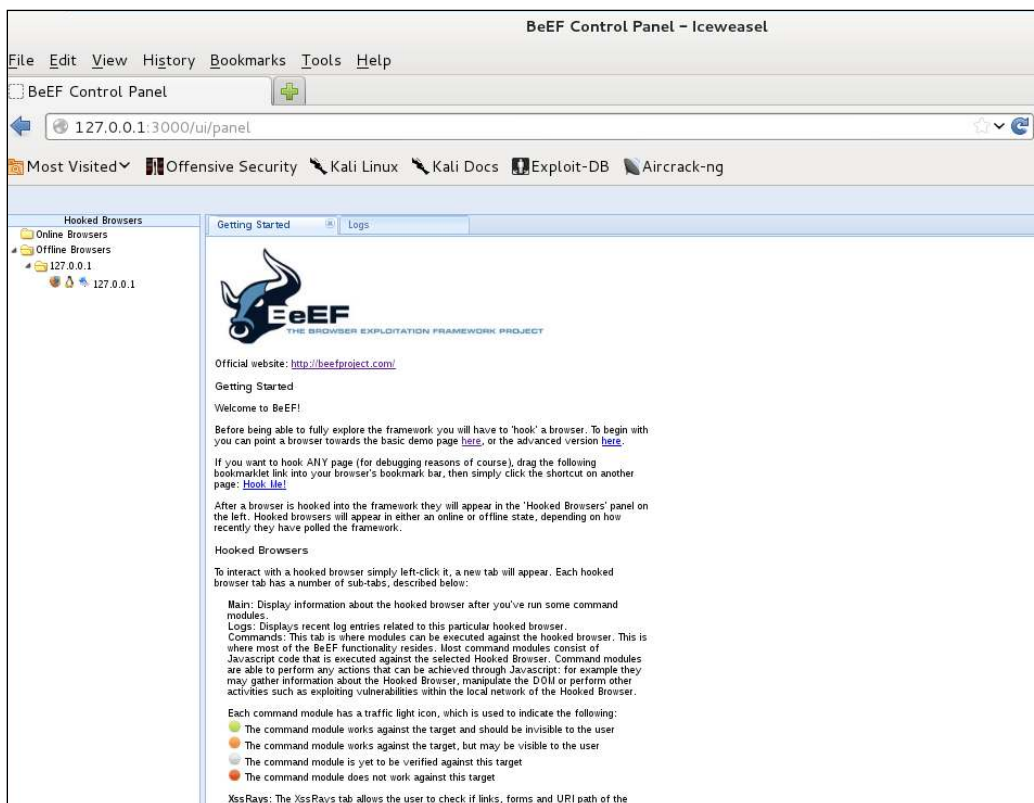 BeEF Control Panel – Iceweasel
File Edit View History Bookmarks Tools Help
BeEF Control Panel
127.0.0.1:3000/ui/panel
Most Visited Offensive Security Kali Linux Kali Docs Exploit-DB Aircrack-ng
Hooked Browsers
Online Browsers
Offline Browsers
127.0.0.1
127.0.0.1
Getting Started Logs
BeEF
THE BROWSER EXPLOITATION FRAMEWORK PROJECT
Official website: http://beefproject.com/
Getting Started
Welcome to BeEF!
Before being able to fully explore the framework you will have to 'hook' a browser. To begin with
you can point a browser towards the basic demo page here, or the advanced version here.
If you want to hook ANY page (for debugging reasons of course), drag the following
bookmarklet link into your browser's bookmark bar, then simply click the shortcut on another
page: Hook Me!
After a browser is hooked into the framework they will appear in the 'Hooked Browsers' panel on
the left. Hooked browsers will appear in either an online or offline state, depending on how
recently they have polled the framework.
Hooked Browsers
To interact with a hooked browser simply left-click it, a new tab will appear. Each hooked
browser tab has a number of sub-tabs, described below:
Main: Display information about the hooked browser after you've run some command
modules.
Logs: Displays recent log entries related to this particular hooked browser.
Commands: This tab is where modules can be executed against the hooked browser. This is
where most of the BeEF functionality resides. Most command modules consist of
Javascript code that is executed against the selected Hooked Browser. Command modules
are able to perform any actions that can be achieved through Javascript: for example they
may gather information about the Hooked Browser, manipulate the DOM or perform other
activities such as exploiting vulnerabilities within the local network of the Hooked Browser.
Each command module has a traffic light icon, which is used to indicate the following:
The command module works against the target and should be invisible to the user
The command module works against the target, but may be visible to the user
The command module is yet to be verified against this target
The command module does not work against this target
XssRays: The XssRays tab allows the user to check if links, forms and URI path of the